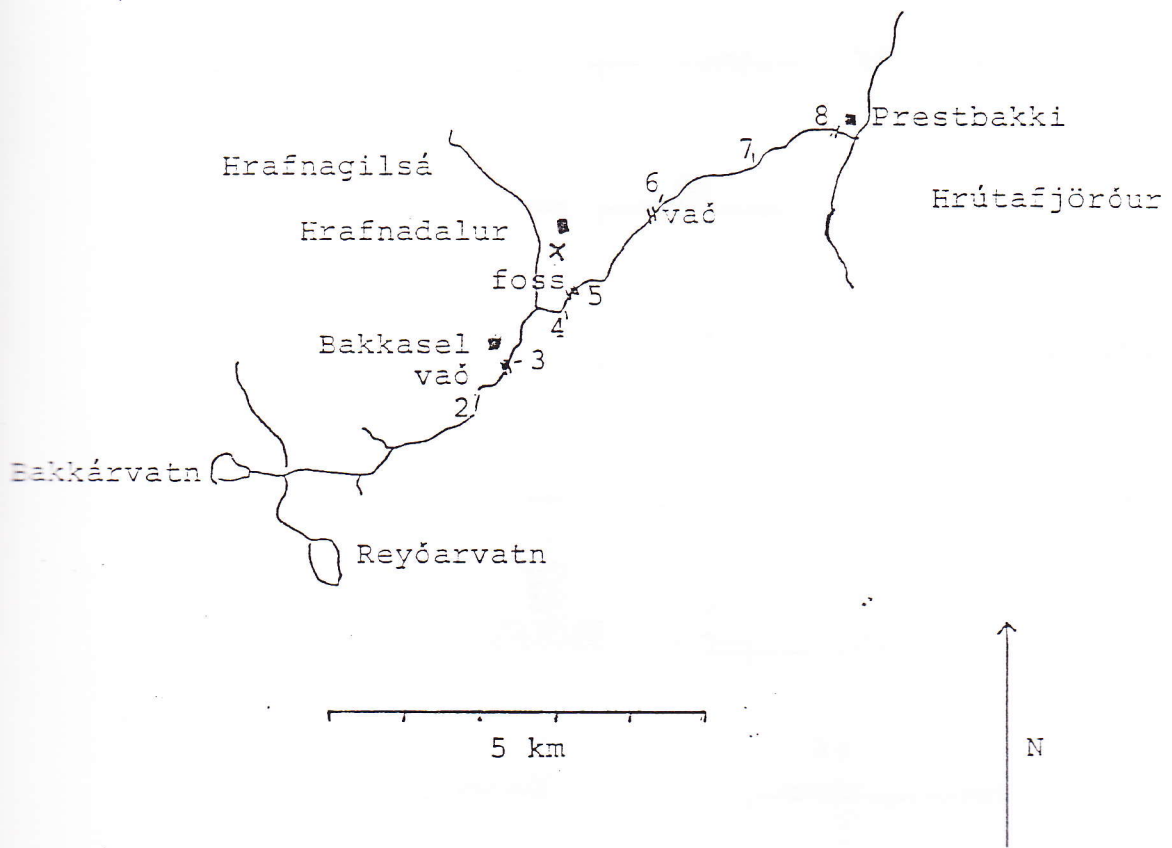 8 Prestbakki
7
Hrafnagilsá
6
Hrútafjörður
vað
Hrafnadalur
foss
5
4
Bakkasel
3
vað
2
Bakkárvatn
Reyðarvatn
5 km
N